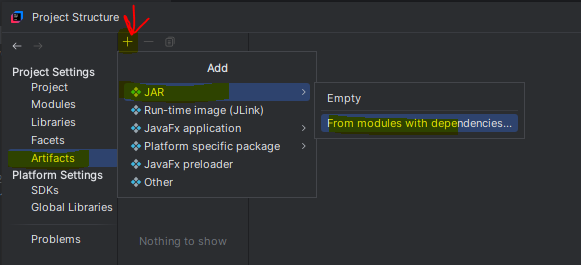 Project Structure
Project Settings
Project
Modules
Libraries
Facets
Artifacts
Platform Settings
SDKs
Global Libraries
Problems
Add
JAR
Run-time image (JLink)
JavaFx application
Platform specific package
JavaFx preloader
Other
Empty
From modules with dependencies...
Nothing to show